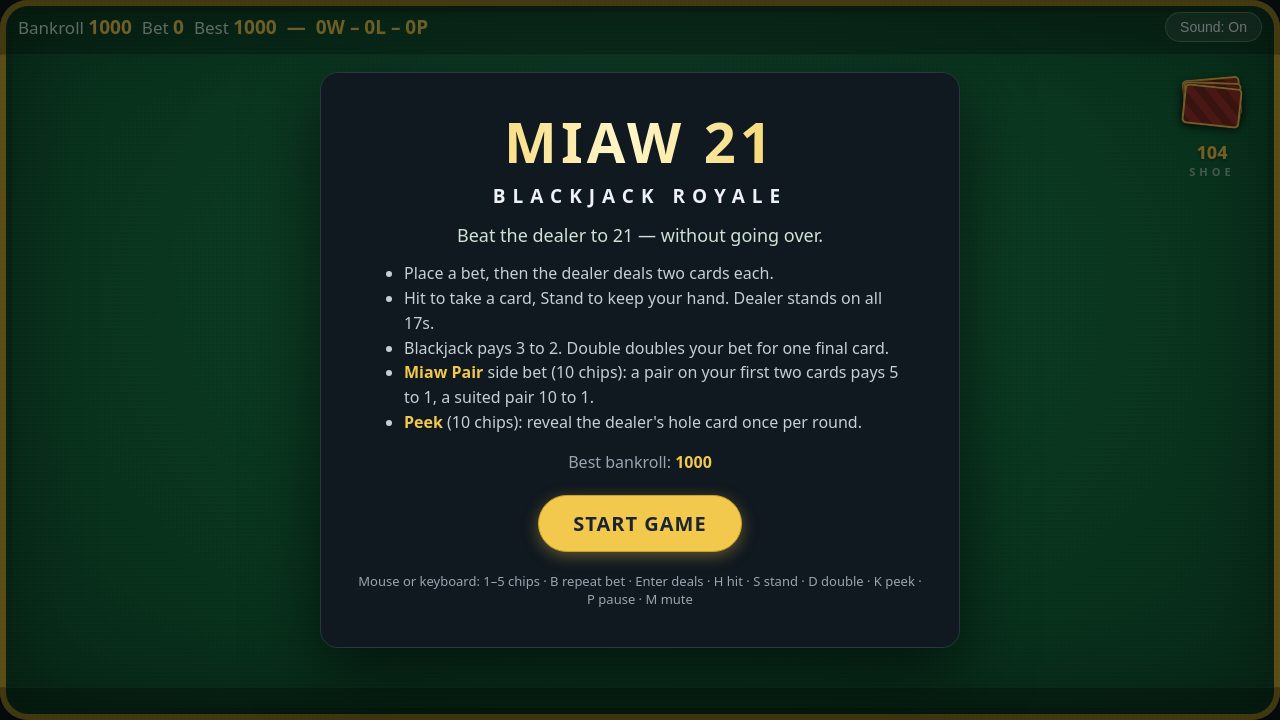 Bankroll 1000 Bet 0 Best 1000 — 0W – 0L – 0P
Sound: On
104
SHOE
MIAW 21
BLACKJACK ROYALE
Beat the dealer to 21 — without going over.
Place a bet, then the dealer deals two cards each.
Hit to take a card, Stand to keep your hand. Dealer stands on all
17s.
Blackjack pays 3 to 2. Double doubles your bet for one final card.
Miaw Pair side bet (10 chips): a pair on your first two cards pays 5
to 1, a suited pair 10 to 1.
Peek (10 chips): reveal the dealer's hole card once per round.
Best bankroll: 1000
START GAME
Mouse or keyboard: 1–5 chips · B repeat bet · Enter deals · H hit · S stand · D double · K peek ·
P pause · M mute